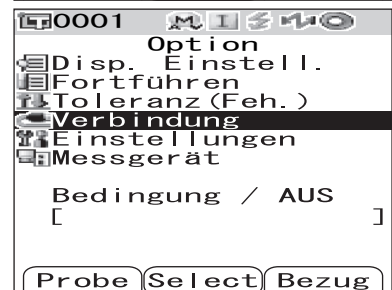 0001 M I
Option
Disp. Einstell.
Fortführen
Toleranz(Feh.)
Verbindung
Einstellungen
Messgerät
Bedingung / AUS
[ ]
Probe Select Bezug